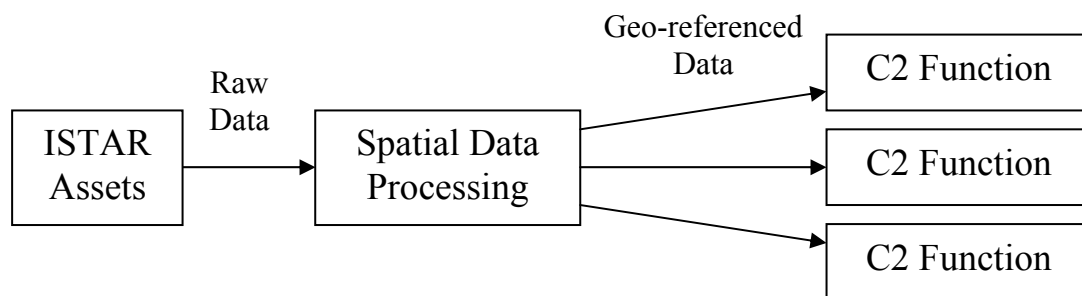 ISTAR
Assets
Raw
Data
Spatial Data
Processing
Geo-referenced
Data
C2 Function
C2 Function
C2 Function